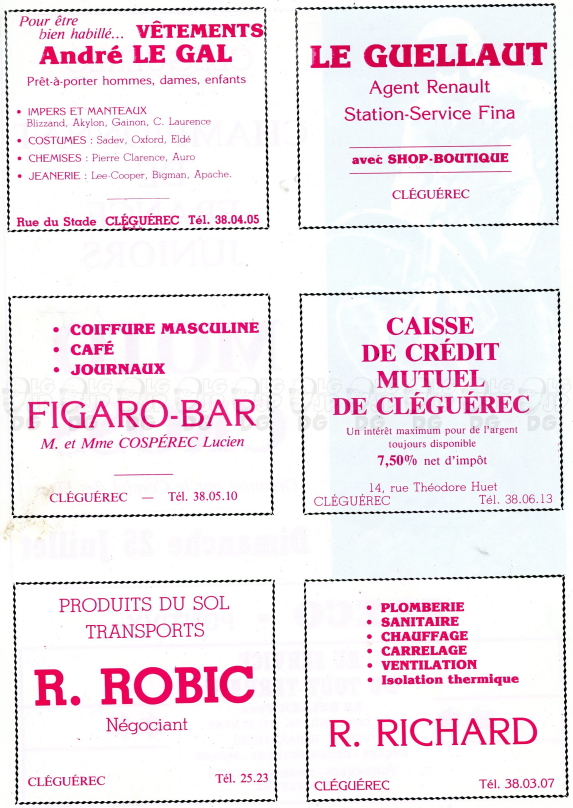 Pour être
bien habillé... VÊTEMENTS
André LE GAL
Prêt-à-porter hommes, dames, enfants
• IMPERS ET MANTEAUX
Blizzand, Akylon, Gainon, C. Laurence
• COSTUMES : Sadev, Oxford, Eldé
• CHEMISES : Pierre Clarence, Auro
• JEANERIE : Lee-Cooper, Bigman, Apache.
Rue du Stade CLÉGUÉREC Tél. 38.04.05
LE GUELLAUT
Agent Renault
Station-Service Fina
avec SHOP-BOUTIQUE
CLÉGUÉREC
• COIFFURE MASCULINE
• CAFÉ
• JOURNAUX
FIGARO-BAR
M. et Mme COSPÉREC Lucien
CLÉGUÉREC — Tél. 38.05.10
CAISSE
DE CRÉDIT
MUTUEL
DE CLÉGUÉREC
Un intérêt maximum pour de l'argent
toujours disponible
7,50% net d'impôt
14, rue Théodore Huet
CLÉGUÉREC Tél. 38.06.13
PRODUITS DU SOL
TRANSPORTS
R. ROBIC
Négociant
CLÉGUÉREC Tél. 25.23
• PLOMBERIE
• SANITAIRE
• CHAUFFAGE
• CARRELAGE
• VENTILATION
• Isolation thermique
R. RICHARD
CLÉGUÉREC Tél. 38.03.07